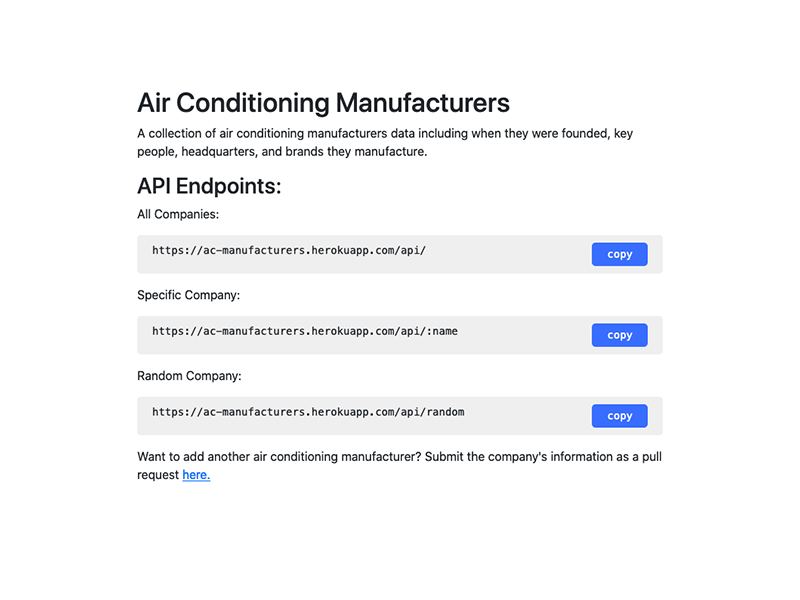 Air Conditioning Manufacturers
A collection of air conditioning manufacturers data including when they were founded, key
people, headquarters, and brands they manufacture.
API Endpoints:
All Companies:
https://ac-manufacturers.herokuapp.com/api/ copy
Specific Company:
https://ac-manufacturers.herokuapp.com/api/:name copy
Random Company:
https://ac-manufacturers.herokuapp.com/api/random copy
Want to add another air conditioning manufacturer? Submit the company's information as a pull
request here.